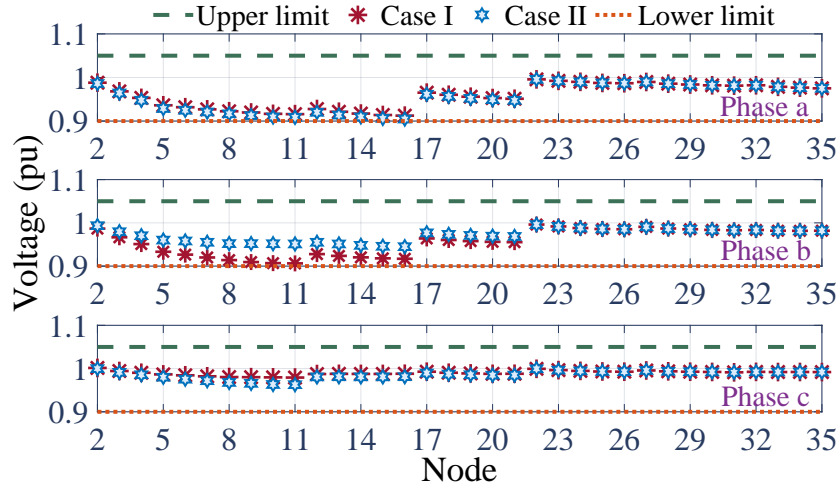 Upper limit Case I Case II Lower limit
1.1
1
0.9
Phase a
2 5 8 11 14 17 20 23 26 29 32 35
Voltage (pu)
1.1
1
0.9
Phase b
2 5 8 11 14 17 20 23 26 29 32 35
1.1
1
0.9
Phase c
2 5 8 11 14 17 20 23 26 29 32 35
Node